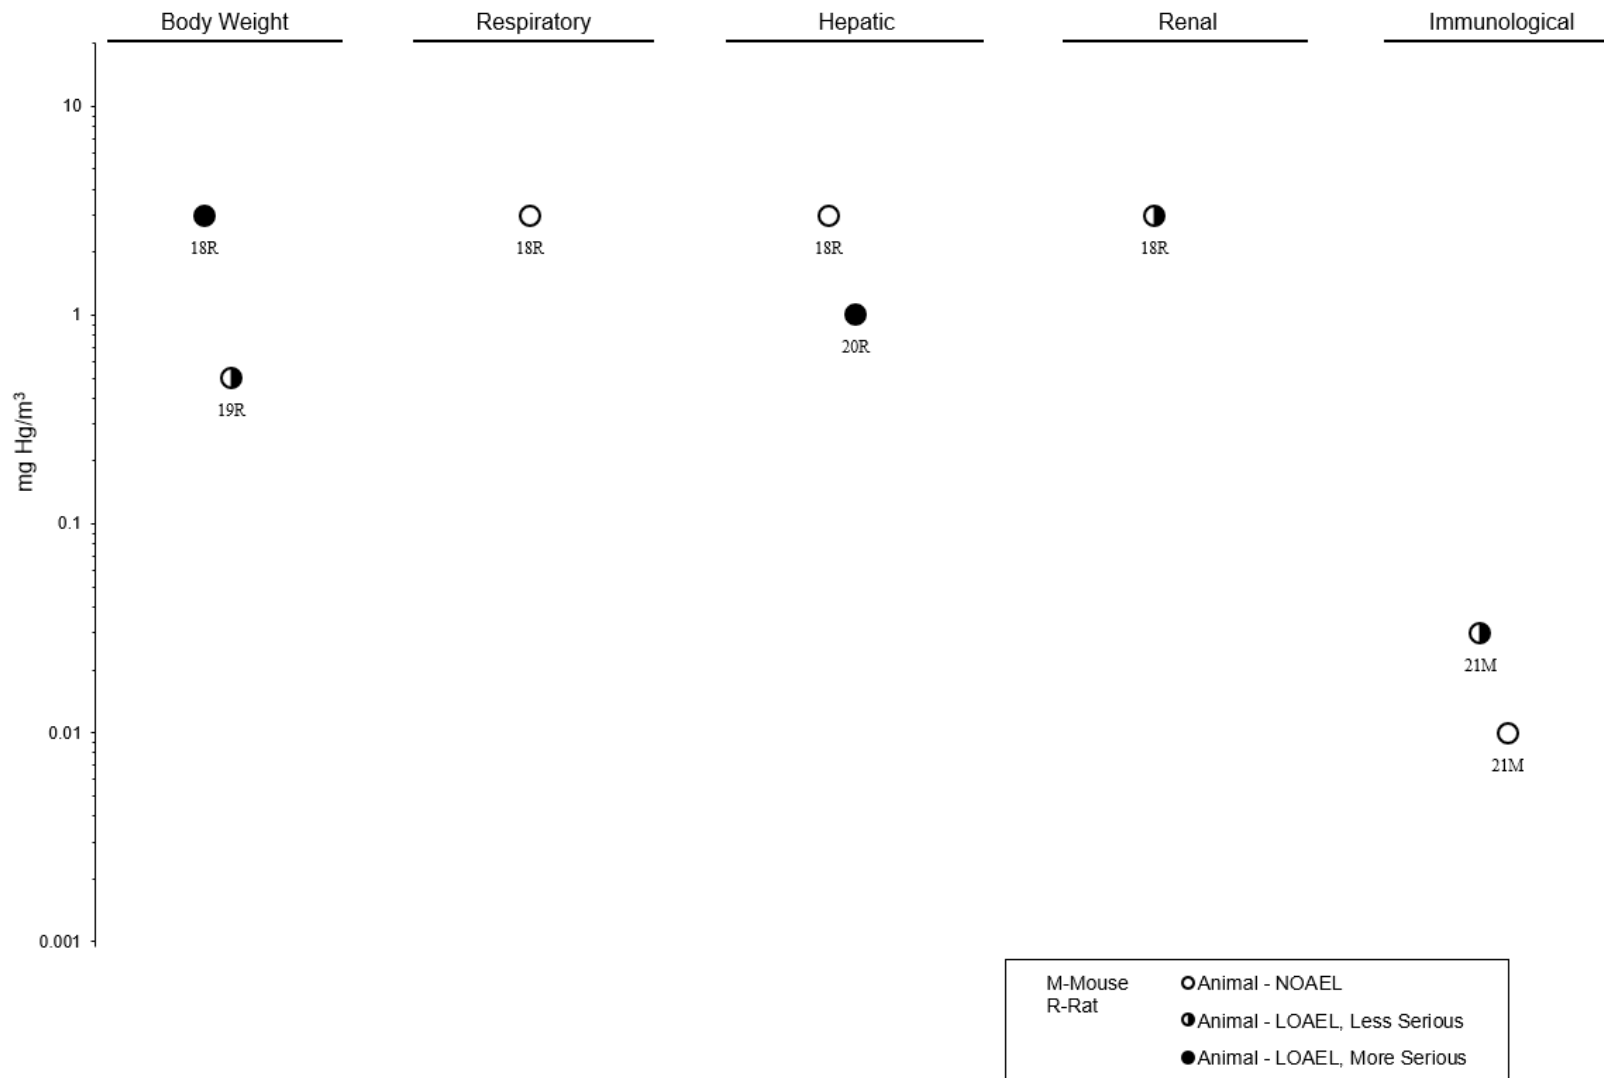 Body Weight Respiratory Hepatic Renal Immunological
10
18R 18R 18R 18R
1
20R
19R
mg Hg/m³
0.1
21M
0.01
21M
0.001
M-Mouse Animal - NOAEL
R-Rat
Animal - LOAEL, Less Serious
Animal - LOAEL, More Serious